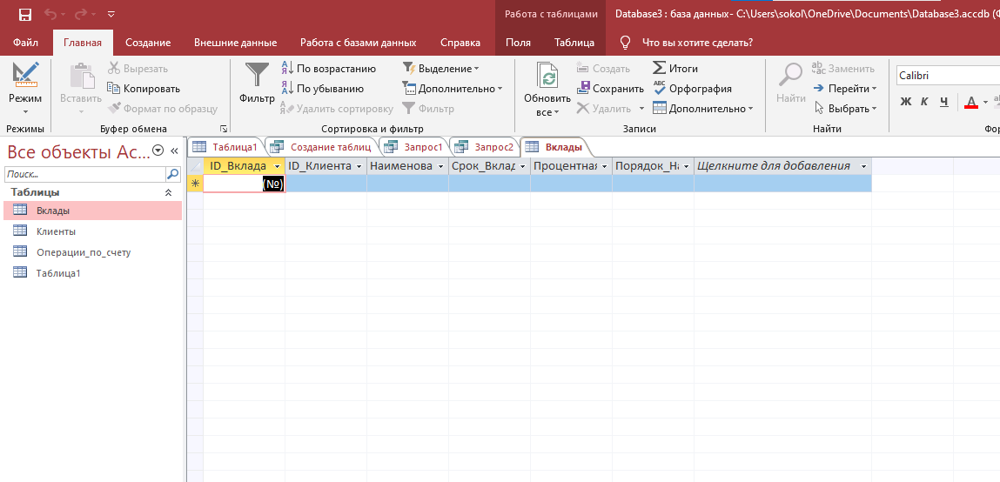 Работа с таблицами
Database3 : база данных- C:\Users\sokol\OneDrive\Documents\Database3.accdb (Ф
Файл Главная Создание Внешние данные Работа с базами данных Справка Поля Таблица Что вы хотите сделать?
Режим
Режимы
Вставить
Вырезать
Копировать
Формат по образцу
Буфер обмена
Фильтр
По возрастанию
По убыванию
Удалить сортировку
Выделение
Дополнительно
Фильтр
Сортировка и фильтр
Обновить
все
Создать
Сохранить
Удалить
Итоги
Орфография
Дополнительно
Записи
Найти
Заменить
Перейти
Выбрать
Найти
Calibri
Ж К Ч А
Фор
Все объекты Ac...
Поиск...
Таблицы
Вклады
Клиенты
Операции_по_счету
Таблица1
Таблица1 Создание таблиц Запрос1 Запрос2 Вклады
ID_Вклада ID_Клиента Наименова Срок_Вклад Процентная Порядок_На Щелкните для добавления
(№)